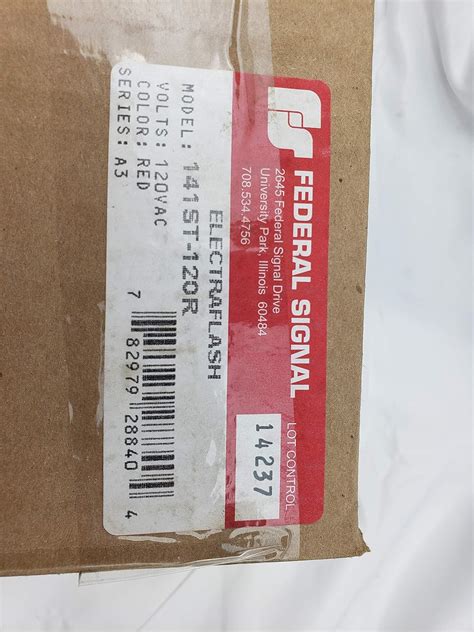 FEDERAL SIGNAL
2645 Federal Signal Drive
University Park, Illinois 60484
708.534.4756
LOT CONTROL
14237
ELECTRAFLASH
MODEL: 141ST-120R
VOLTS: 120VAC
COLOR: RED
SERIES: A3
7 82979 28840 4